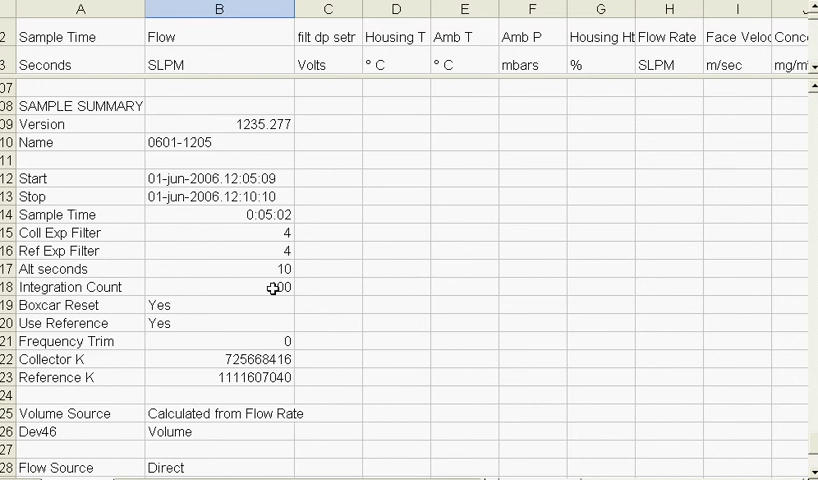 A B C D E F G H I
2 Sample Time Flow filt dp setr Housing T Amb T Amb P Housing Ht Flow Rate Face Veloc Conc
3 Seconds SLPM Volts ° C ° C mbars % SLPM m/sec mg/m
07
08 SAMPLE SUMMARY
09 Version 1235.277
10 Name 0601-1205
11
12 Start 01-jun-2006.12:05:09
13 Stop 01-jun-2006.12:10:10
14 Sample Time 0:05:02
15 Coll Exp Filter 4
16 Ref Exp Filter 4
17 Alt seconds 10
18 Integration Count 00
19 Boxcar Reset Yes
20 Use Reference Yes
21 Frequency Trim 0
22 Collector K 725668416
23 Reference K 1111607040
24
25 Volume Source Calculated from Flow Rate
26 Dev46 Volume
27
28 Flow Source Direct